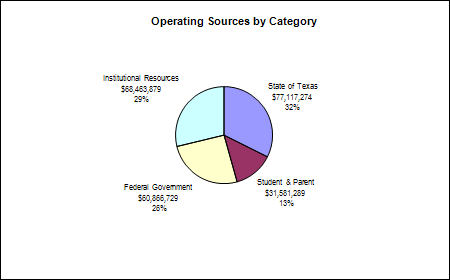 Operating Sources by Category
Institutional Resources
$68,463,879
29%
State of Texas
$77,117,274
32%
Federal Government
$60,866,729
26%
Student & Parent
$31,581,289
13%